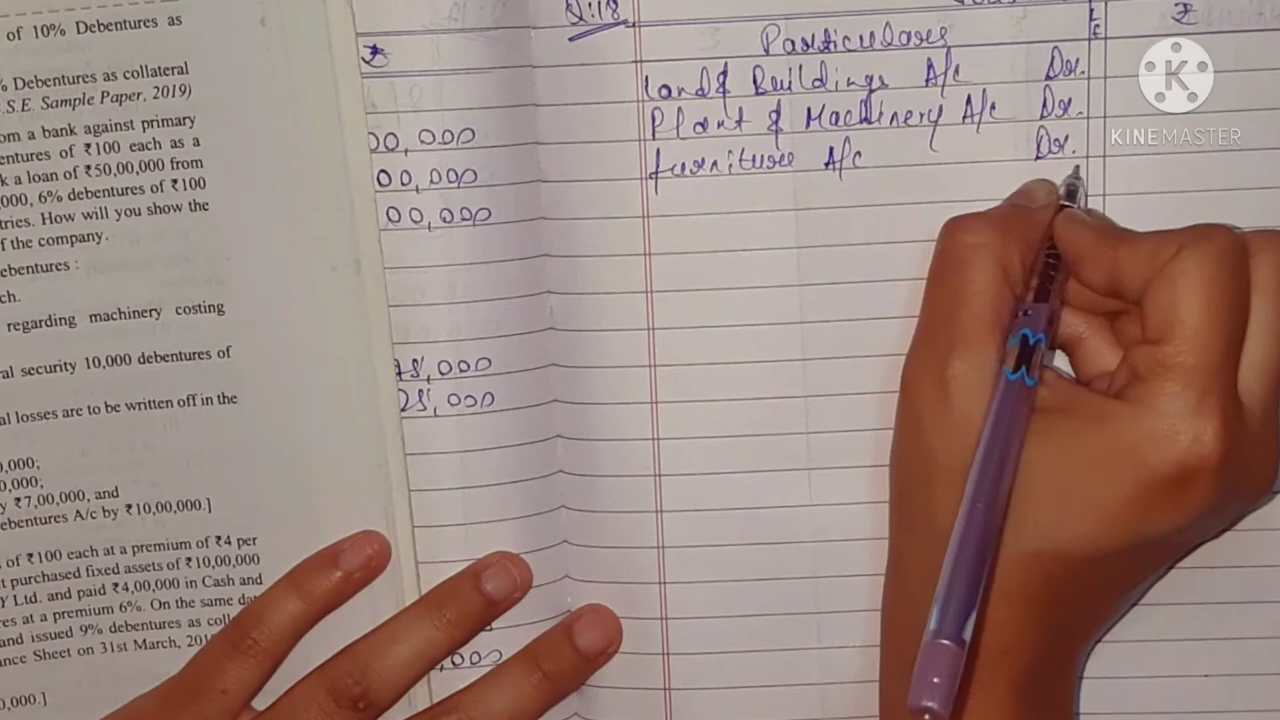 of 10% Debentures as
% Debentures as collateral
.S.E. Sample Paper, 2019)
om a bank against primary
entures of ₹100 each as a
k a loan of ₹50,00,000 from
,000, 6% debentures of ₹100
tries. How will you show the
f the company.
ebentures :
ch.
regarding machinery costing
al security 10,000 debentures of
al losses are to be written off in the
0,000;
0,000;
y ₹7,00,000, and
ebentures A/c by ₹10,00,000.]
of ₹100 each at a premium of ₹4 per
t purchased fixed assets of ₹10,00,000
Y Ltd. and paid ₹4,00,000 in Cash and
res at a premium 6%. On the same
and issued 9% debentures as
ance Sheet on 31st March,
0,000.]
₹
00,000
00,000
00,000
75,000
25,000
,000
Q:18
Particulars
L
F
₹
land & Buildings A/c Dr.
Plant & Machinery A/c Dr.
furniture A/c Dr.
K
KINEMASTER